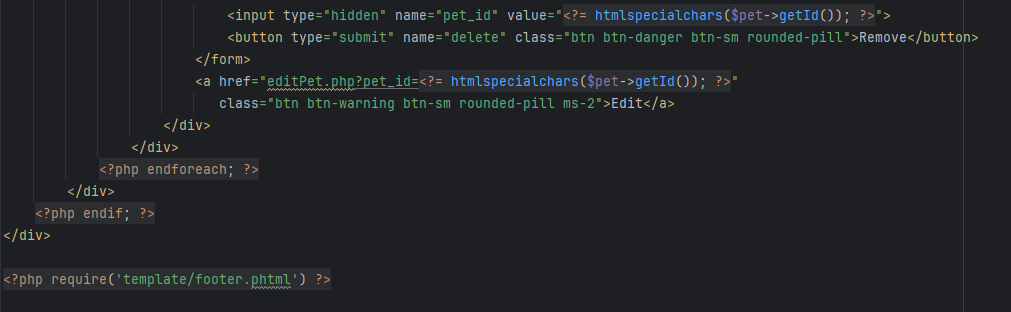 <input type="hidden" name="pet_id" value="<?= htmlspecialchars($pet->getId()); ?>">
<button type="submit" name="delete" class="btn btn-danger btn-sm rounded-pill">Remove</button>
</form>
<a href="editPet.php?pet_id=<?= htmlspecialchars($pet->getId()); ?>"
class="btn btn-warning btn-sm rounded-pill ms-2">Edit</a>
</div>
</div>
<?php endforeach; ?>
</div>
<?php endif; ?>
</div>
<?php require('template/footer.phtml') ?>